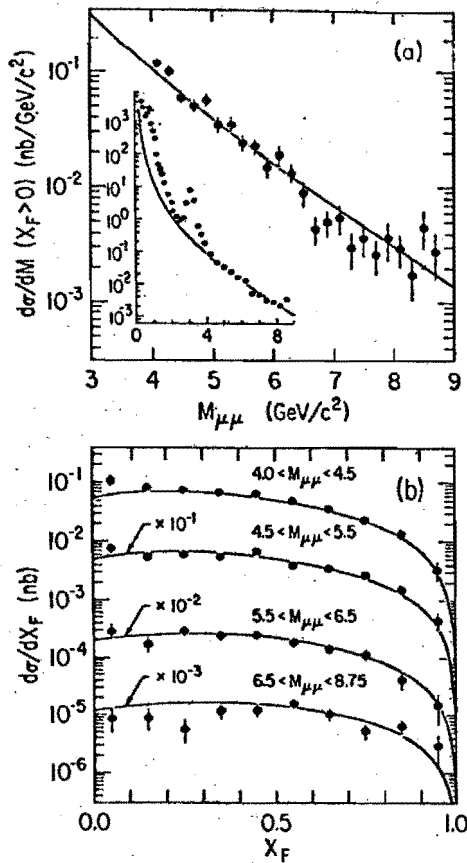 (a)
dσ/dM (X_F>0) (nb/GeV/c²)
10⁻¹
10⁻²
10⁻³
10³
10²
10¹
10⁰
10⁻¹
10⁻²
10⁻³
0 4 8
3 4 5 6 7 8 9
M_μμ (GeV/c²)
(b)
dσ/dX_F (nb)
10⁻¹
10⁻²
10⁻³
10⁻⁴
10⁻⁵
10⁻⁶
4.0 < M_μμ < 4.5
× 10⁻¹
4.5 < M_μμ < 5.5
× 10⁻²
5.5 < M_μμ < 6.5
× 10⁻³
6.5 < M_μμ < 8.75
0.0 0.5 1.0
X_F